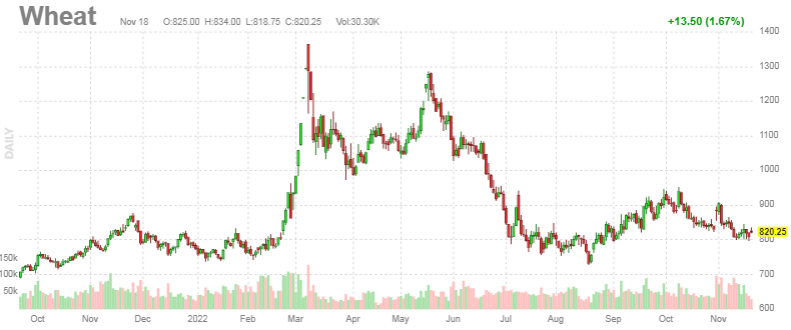 Wheat Nov 18 O:825.00 H:834.00 L:818.75 C:820.25 Vol:30.30K +13.50 (1.67%)
1400
1300
1200
1100
DAILY
1000
900
820.25
800
150k
100k 700
50k
600
Oct Nov Dec 2022 Feb Mar Apr May Jun Jul Aug Sep Oct Nov